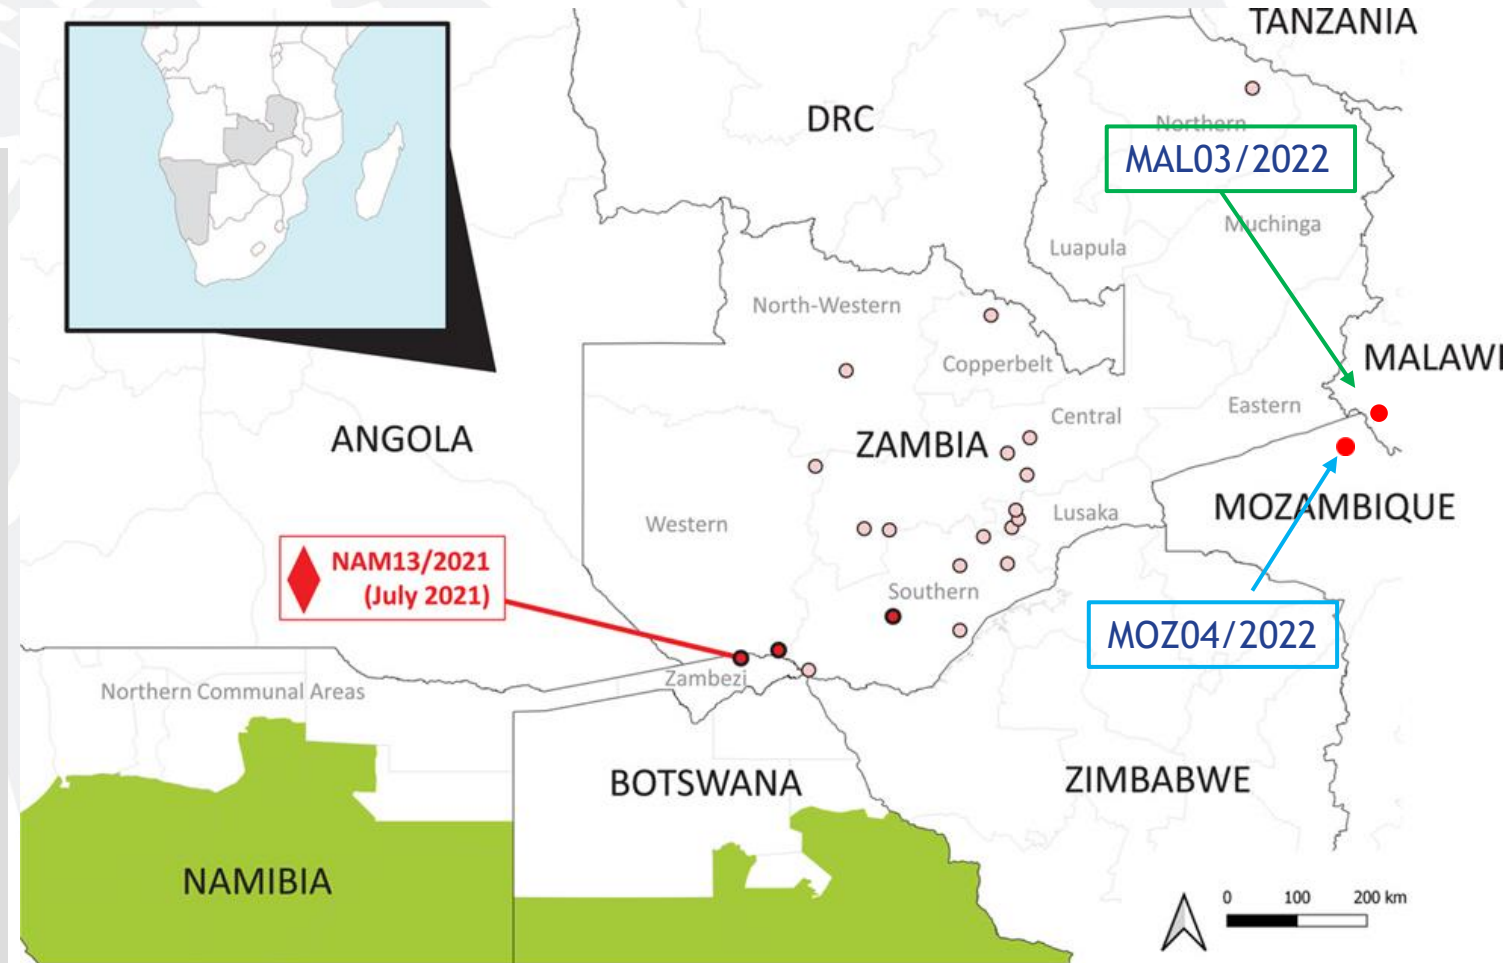 TANZANIA
DRC
Northern
MAL03/2022
Muchinga
Luapula
North-Western
MALAWI
Copperbelt
Eastern
Central
ANGOLA
ZAMBIA
MOZAMBIQUE
Lusaka
Western
NAM13/2021
(July 2021)
Southern
MOZ04/2022
Zambezi
Northern Communal Areas
BOTSWANA
ZIMBABWE
NAMIBIA
0 100 200 km